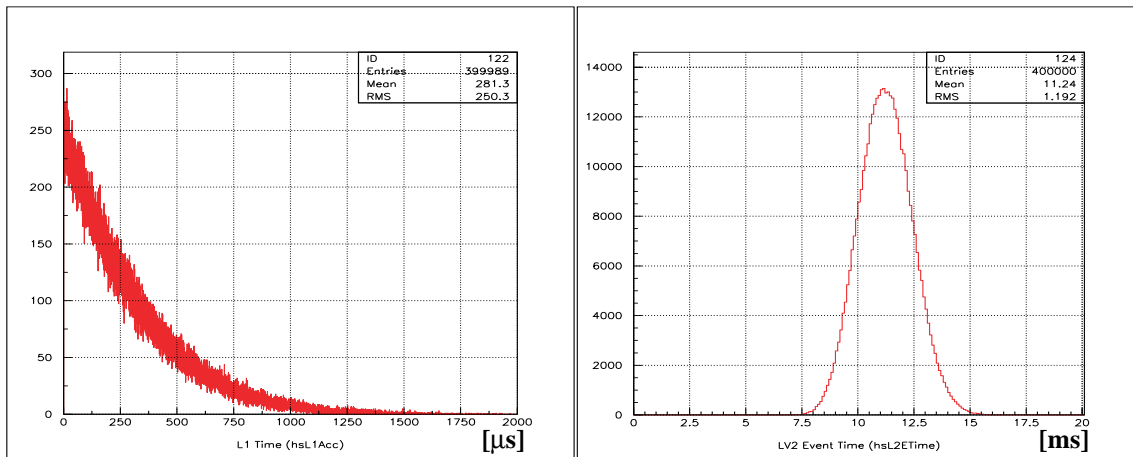 ID 122
Entries 399989
Mean 281.3
RMS 250.3
300
250
200
150
100
50
0
0 250 500 750 1000 1250 1500 1750 2000
L1 Time (hsL1Acc) [µs]
ID 124
Entries 400000
Mean 11.24
RMS 1.192
14000
12000
10000
8000
6000
4000
2000
0
0 2.5 5 7.5 10 12.5 15 17.5 20
LV2 Event Time (hsL2ETime) [ms]